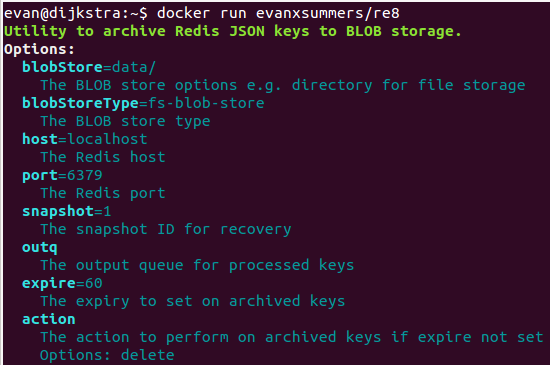 evan@dijkstra:~$ docker run evanxsummers/re8
Utility to archive Redis JSON keys to BLOB storage.
Options:
blobStore=data/
The BLOB store options e.g. directory for file storage
blobStoreType=fs-blob-store
The BLOB store type
host=localhost
The Redis host
port=6379
The Redis port
snapshot=1
The snapshot ID for recovery
outq
The output queue for processed keys
expire=60
The expiry to set on archived keys
action
The action to perform on archived keys if expire not set
Options: delete